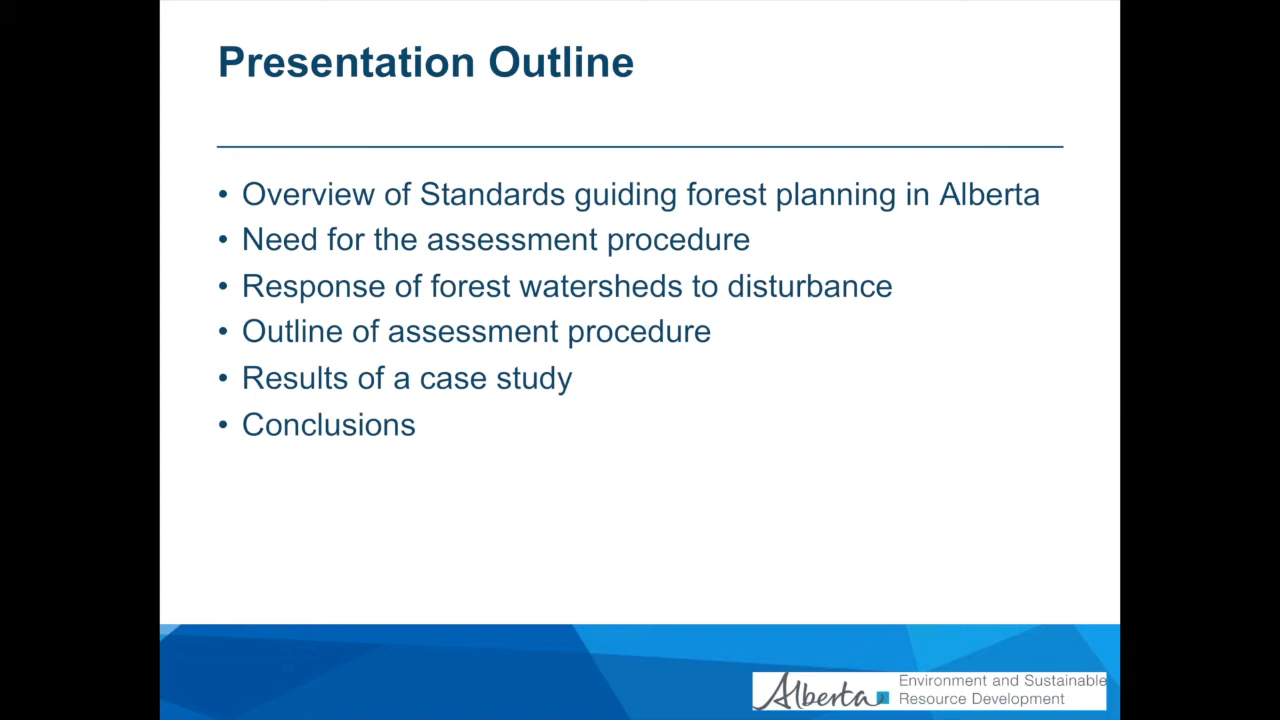 Presentation Outline
• Overview of Standards guiding forest planning in Alberta
• Need for the assessment procedure
• Response of forest watersheds to disturbance
• Outline of assessment procedure
• Results of a case study
• Conclusions
Alberta
Environment and Sustainable
Resource Development